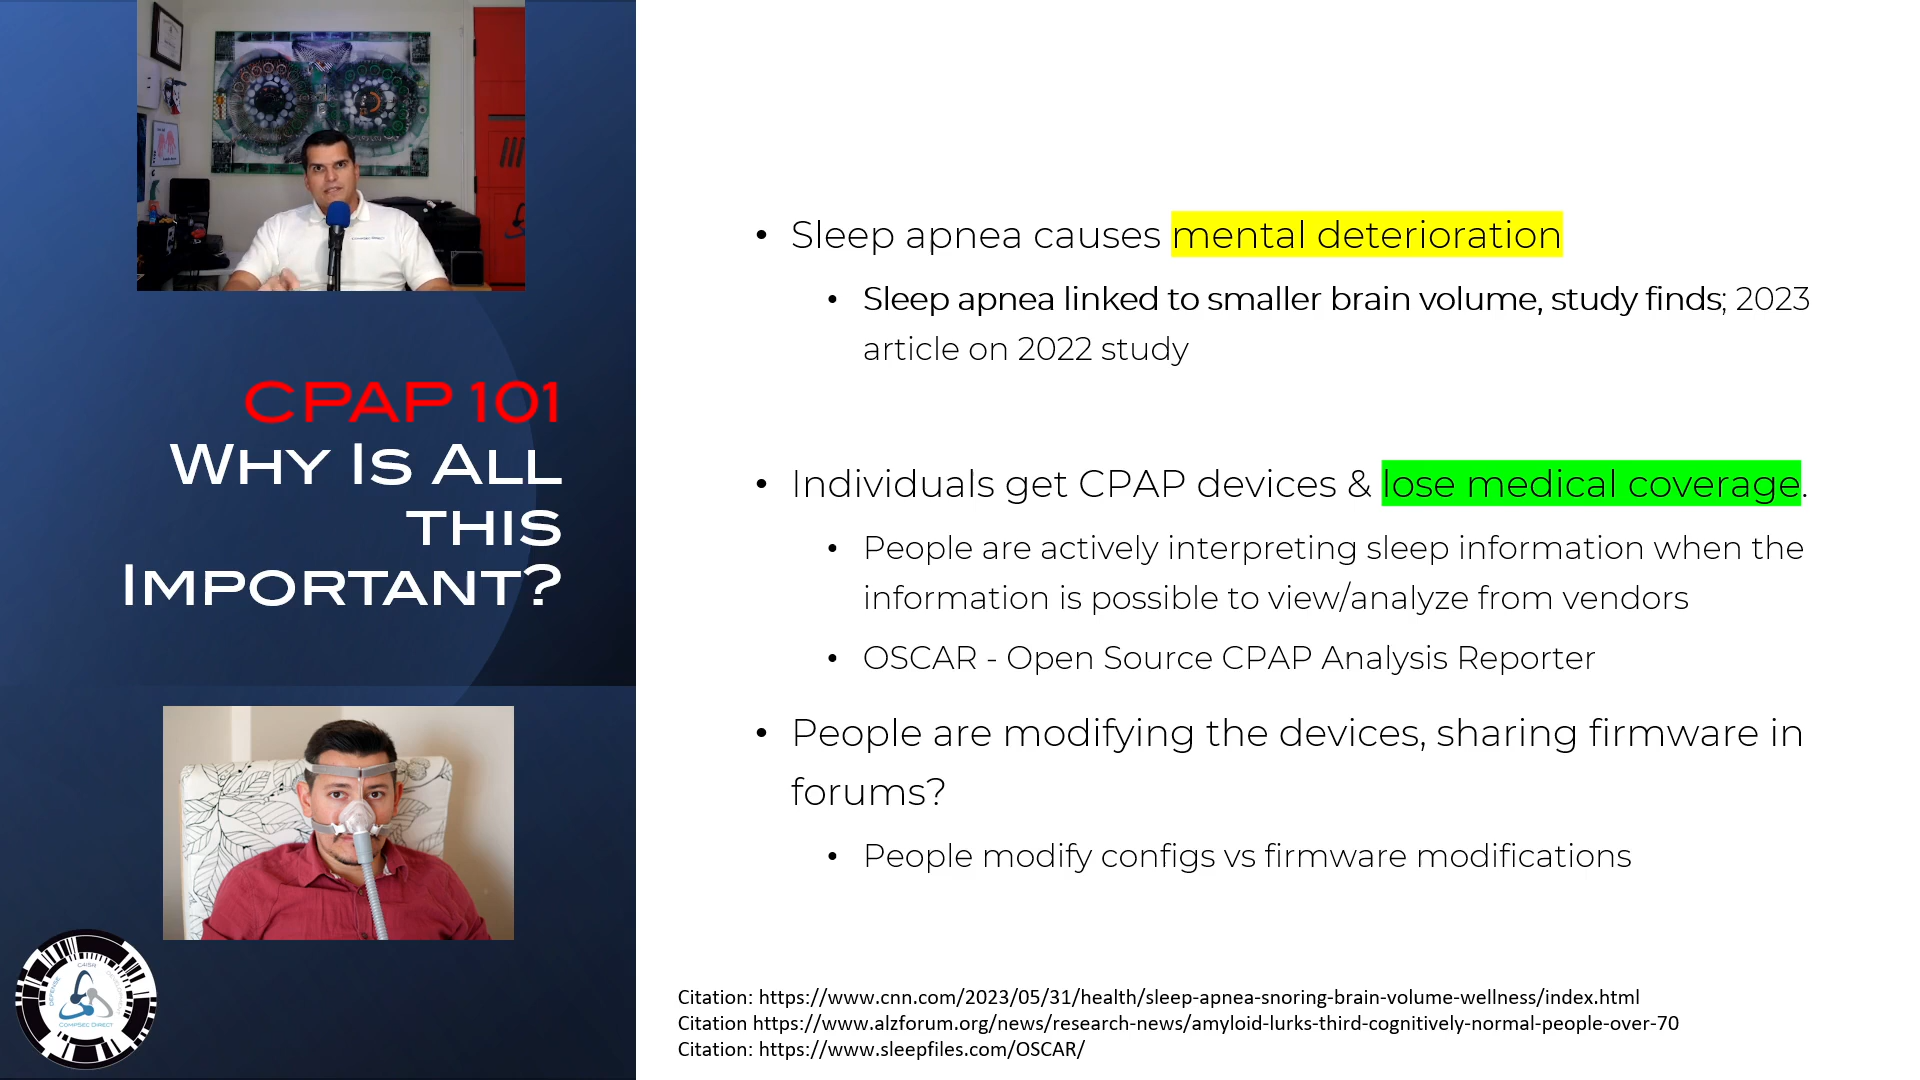 CPAP 101
WHY IS ALL
THIS
IMPORTANT?
• Sleep apnea causes mental deterioration
• Sleep apnea linked to smaller brain volume, study finds; 2023
article on 2022 study
• Individuals get CPAP devices & lose medical coverage.
• People are actively interpreting sleep information when the
information is possible to view/analyze from vendors
• OSCAR - Open Source CPAP Analysis Reporter
• People are modifying the devices, sharing firmware in
forums?
• People modify configs vs firmware modifications
Citation: https://www.cnn.com/2023/05/31/health/sleep-apnea-snoring-brain-volume-wellness/index.html
Citation https://www.alzforum.org/news/research-news/amyloid-lurks-third-cognitively-normal-people-over-70
Citation: https://www.sleepfiles.com/OSCAR/
DEFENSE
COMPSEC DIRECT